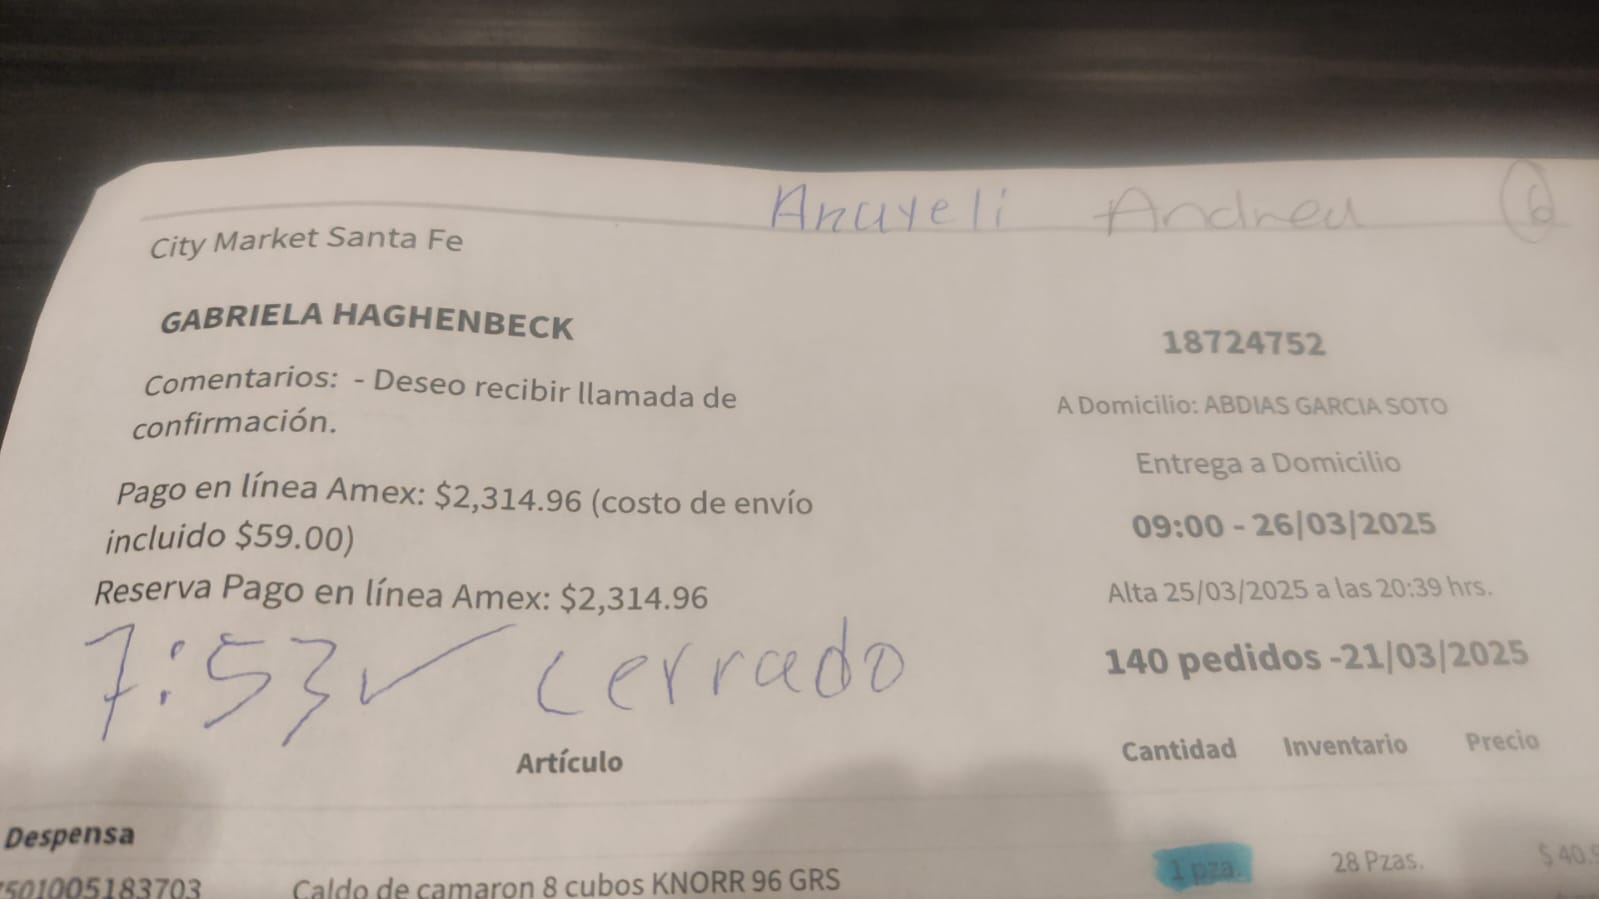 Anayeli Andrea 6
City Market Santa Fe
GABRIELA HAGHENBECK
Comentarios: - Deseo recibir llamada de
confirmación.
Pago en línea Amex: $2,314.96 (costo de envío
incluido $59.00)
Reserva Pago en línea Amex: $2,314.96
7:53 ✓ cerrado
18724752
A Domicilio: ABDIAS GARCIA SOTO
Entrega a Domicilio
09:00 - 26/03/2025
Alta 25/03/2025 a las 20:39 hrs.
140 pedidos -21/03/2025
Artículo Cantidad Inventario Precio
Despensa
7501005183703 Caldo de camaron 8 cubos KNORR 96 GRS 1 pza. 28 Pzas. $ 40.9